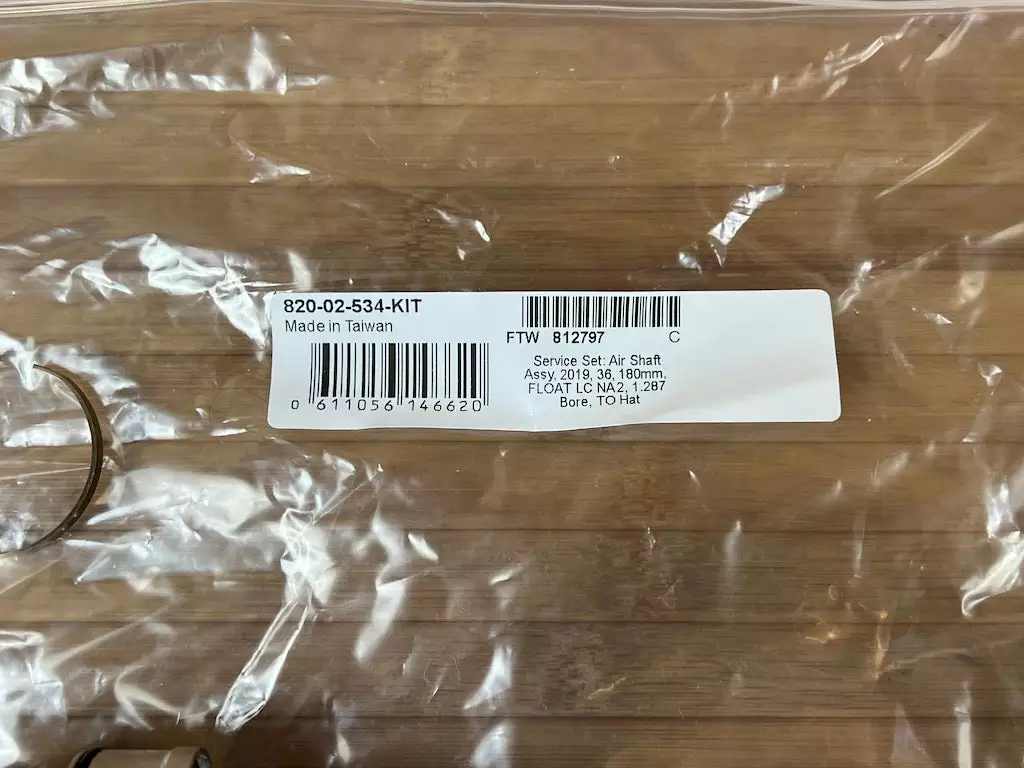 820-02-534-KIT
Made in Taiwan
0 611056 146620
FTW 812797 C
Service Set: Air Shaft
Assy, 2019, 36, 180mm,
FLOAT LC NA2, 1.287
Bore, TO Hat